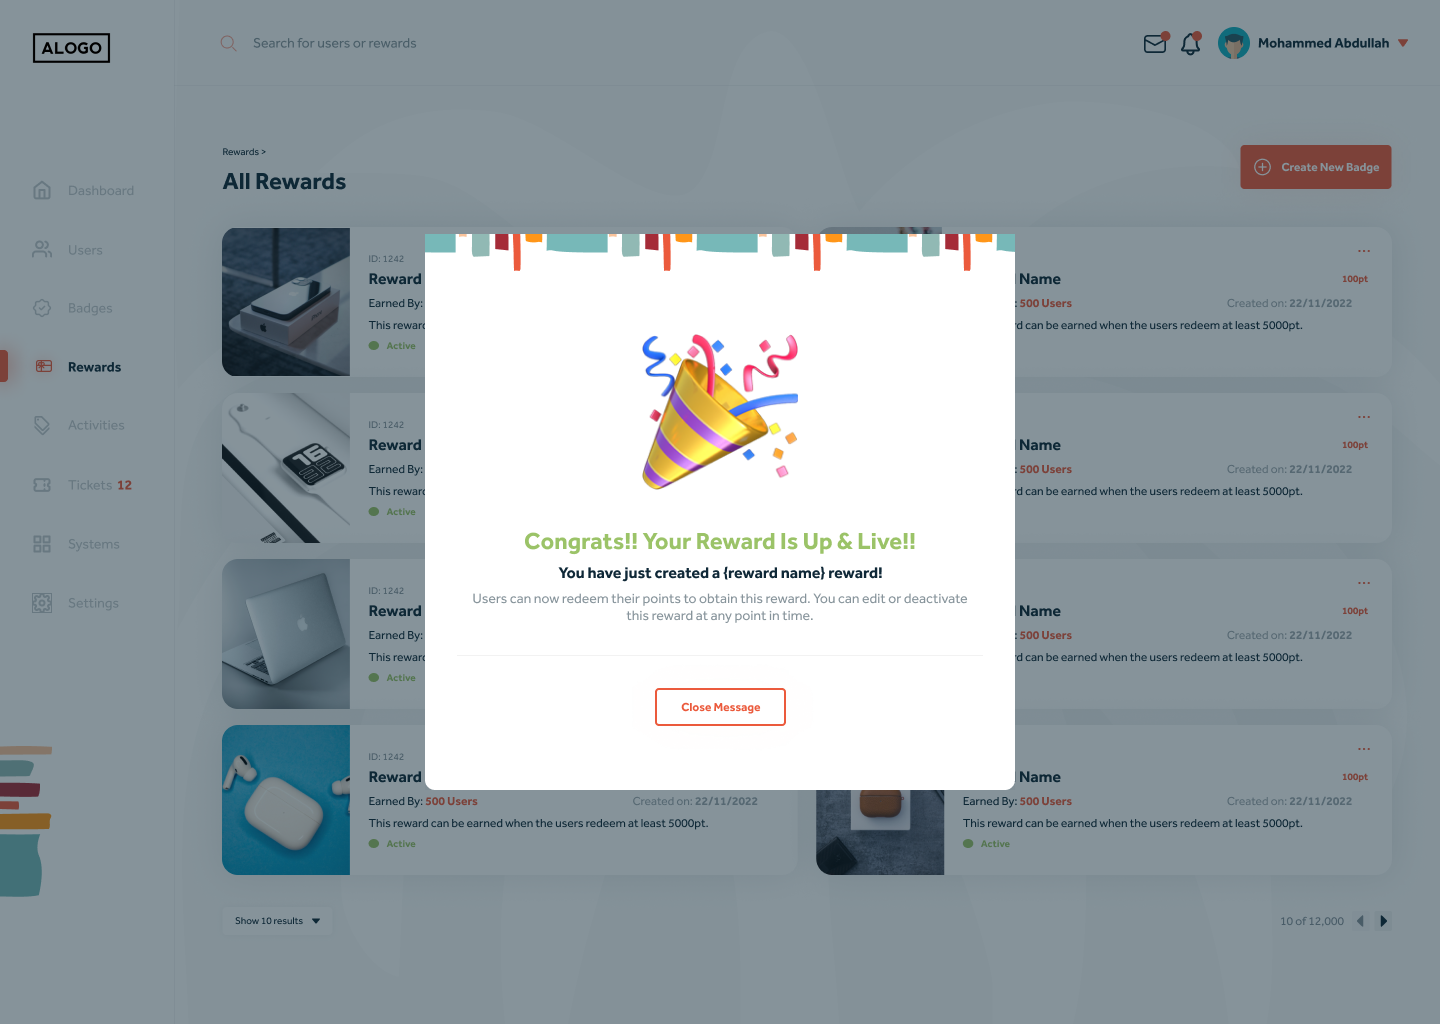 ALOGO
Search for users or rewards
Mohammed Abdullah
Dashboard
Users
Badges
Rewards
Activities
Tickets 12
Systems
Settings
Rewards >
All Rewards
Create New Badge
ID: 1242
Reward
Earned By:
This reward
Active
Name
100pt
: 500 Users
Created on: 22/11/2022
rd can be earned when the users redeem at least 5000pt.
ID: 1242
Reward
Earned By:
This reward
Active
Name
100pt
: 500 Users
Created on: 22/11/2022
rd can be earned when the users redeem at least 5000pt.
16
22
ID: 1242
Reward
Earned By:
This reward
Active
Name
100pt
: 500 Users
Created on: 22/11/2022
rd can be earned when the users redeem at least 5000pt.
ID: 1242
Reward
Earned By: 500 Users
Created on: 22/11/2022
This reward can be earned when the users redeem at least 5000pt.
Active
Name
100pt
Earned By: 500 Users
Created on: 22/11/2022
This reward can be earned when the users redeem at least 5000pt.
Active
Congrats!! Your Reward Is Up & Live!!
You have just created a {reward name} reward!
Users can now redeem their points to obtain this reward. You can edit or deactivate
this reward at any point in time.
Close Message
Show 10 results
10 of 12,000